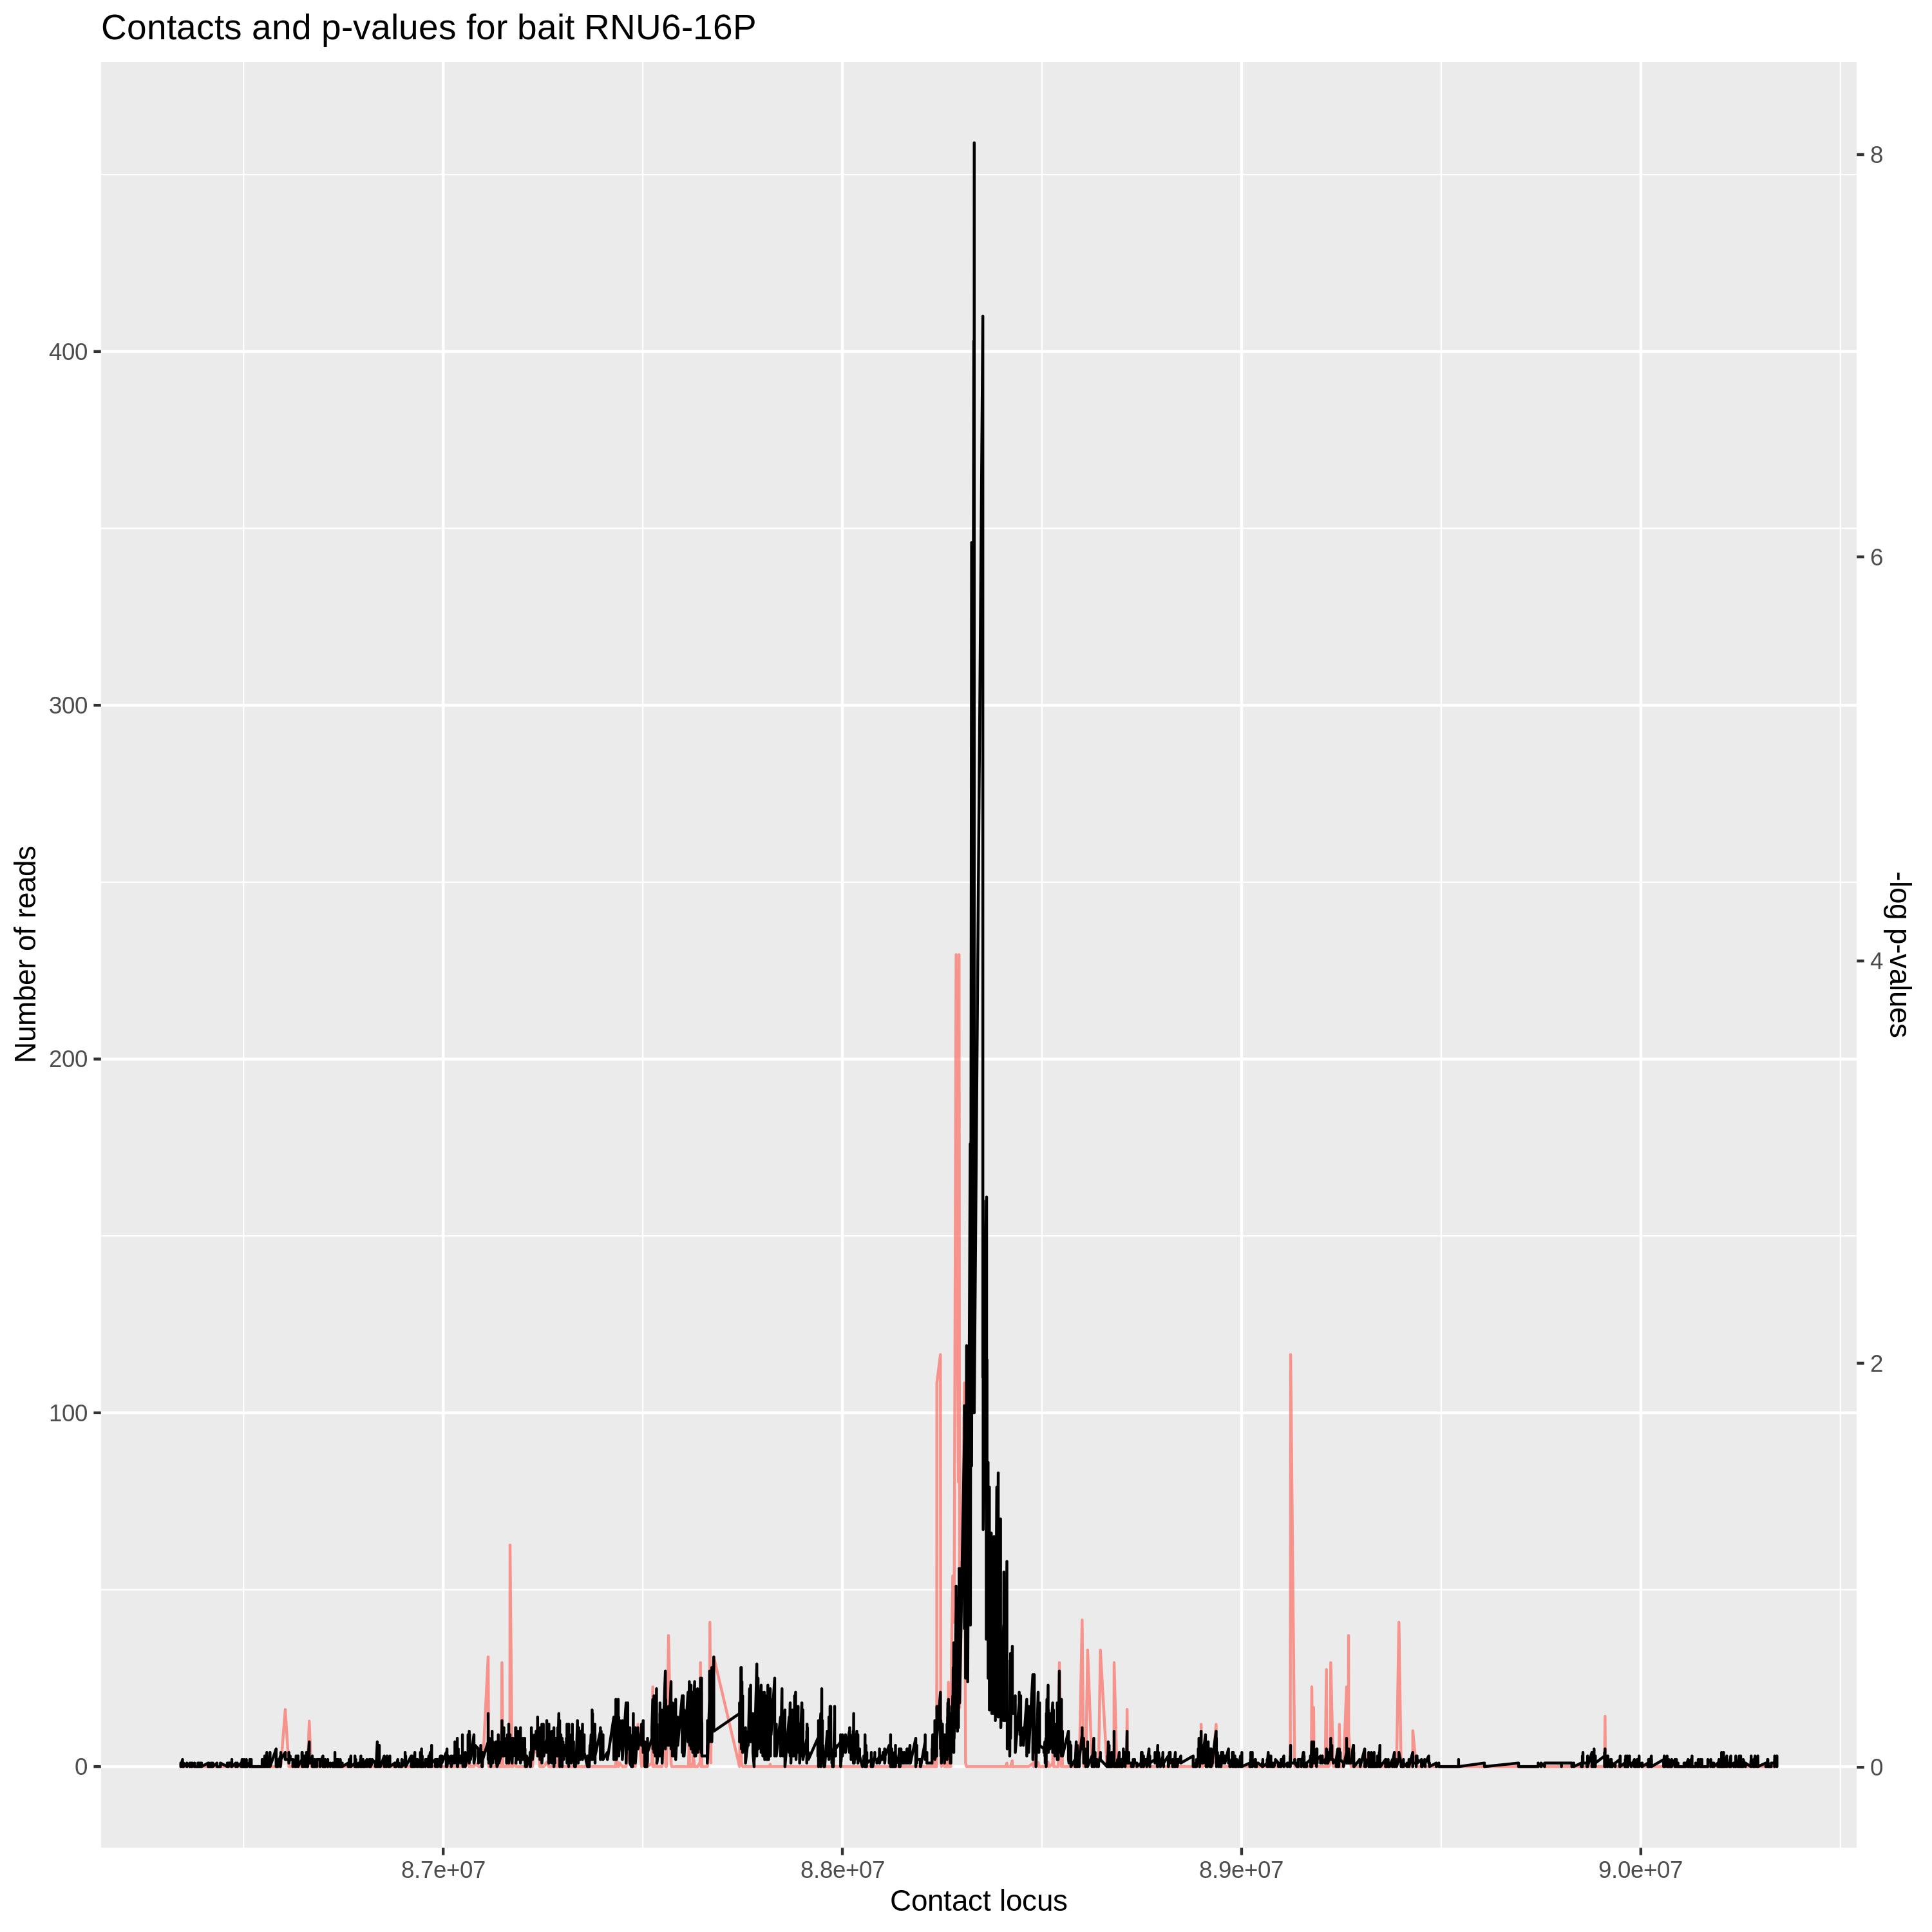 Contacts and p-values for bait RNU6-16P
8
400
6
300
Number of reads
-log p-values
4
200
2
100
0
0
8.7e+07
8.8e+07
8.9e+07
9.0e+07
Contact locus